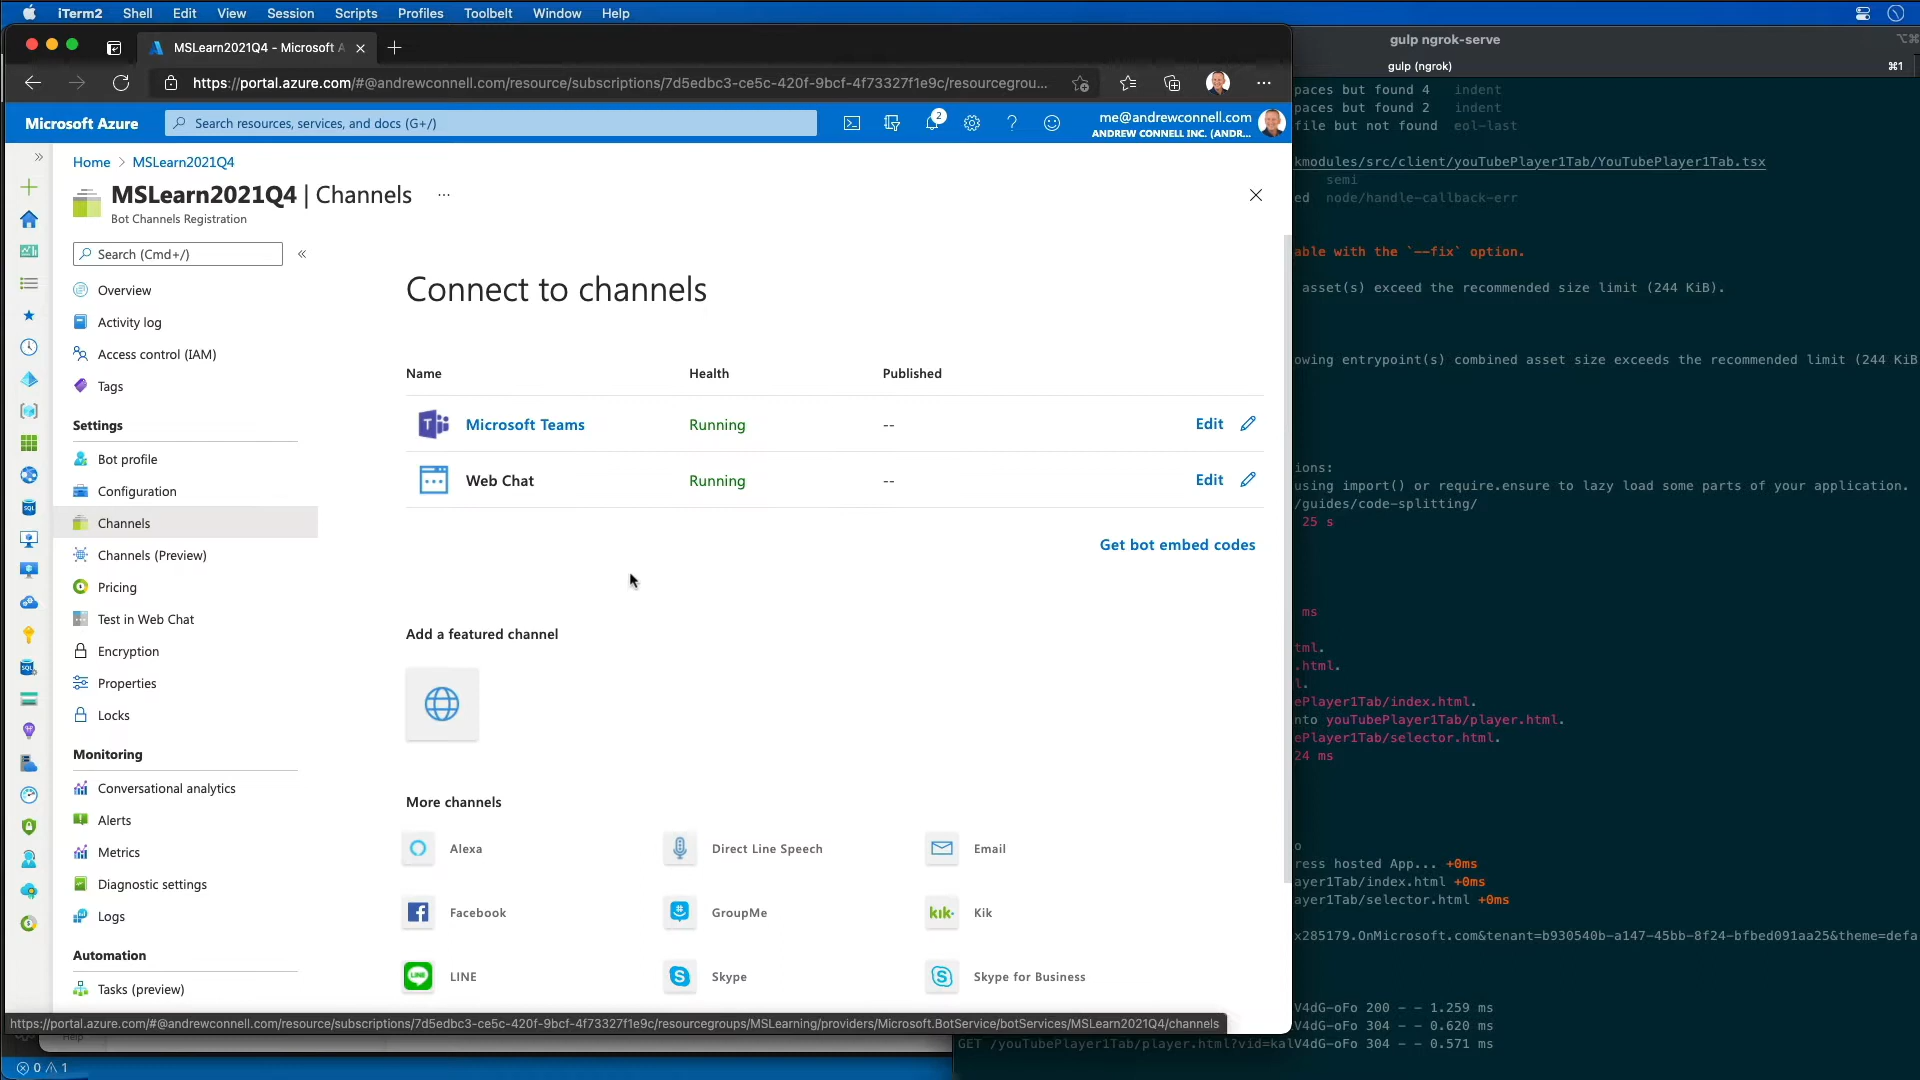 iTerm2 Shell Edit View Session Scripts Profiles Toolbelt Window Help
MSLearn2021Q4 - Microsoft A
https://portal.azure.com/#@andrewconnell.com/resource/subscriptions/7d5edbc3-ce5c-420f-9bcf-4f73327f1e9c/resourcegrou...
Microsoft Azure
Search resources, services, and docs (G+/)
2
me@andrewconnell.com
ANDREW CONNELL INC. (ANDR...
Home > MSLearn2021Q4
MSLearn2021Q4 | Channels ...
Bot Channels Registration
Search (Cmd+/)
Overview
Activity log
Access control (IAM)
Tags
Settings
Bot profile
Configuration
Channels
Channels (Preview)
Pricing
Test in Web Chat
Encryption
Properties
Locks
Monitoring
Conversational analytics
Alerts
Metrics
Diagnostic settings
Logs
Automation
Tasks (preview)
Connect to channels
Name Health Published
Microsoft Teams Running -- Edit
Web Chat Running -- Edit
Get bot embed codes
Add a featured channel
More channels
Alexa Direct Line Speech Email
Facebook GroupMe Kik
LINE Skype Skype for Business
https://portal.azure.com/#@andrewconnell.com/resource/subscriptions/7d5edbc3-ce5c-420f-9bcf-4f73327f1e9c/resourcegroups/MSLearning/providers/Microsoft.BotService/botServices/MSLearn2021Q4/channels
Help
0 1
gulp ngrok-serve
gulp (ngrok) ⌘1
paces but found 4 indent
paces but found 2 indent
file but not found eol-last
kmodules/src/client/youTubePlayer1Tab/YouTubePlayer1Tab.tsx
semi
ed node/handle-callback-err
able with the `--fix` option.
asset(s) exceed the recommended size limit (244 KiB).
owing entrypoint(s) combined asset size exceeds the recommended limit (244 KiB
ions:
using import() or require.ensure to lazy load some parts of your application.
/guides/code-splitting/
25 s
ms
tml.
.html.
l.
ePlayer1Tab/index.html.
nto youTubePlayer1Tab/player.html.
ePlayer1Tab/selector.html.
24 ms
o
ress hosted App... +0ms
ayer1Tab/index.html +0ms
ayer1Tab/selector.html +0ms
x285179.OnMicrosoft.com&tenant=b930540b-a147-45bb-8f24-bfbed091aa25&theme=defa
V4dG-oFo 200 - - 1.259 ms
V4dG-oFo 304 - - 0.620 ms
GET /youTubePlayer1Tab/player.html?vid=kalV4dG-oFo 304 - - 0.571 ms